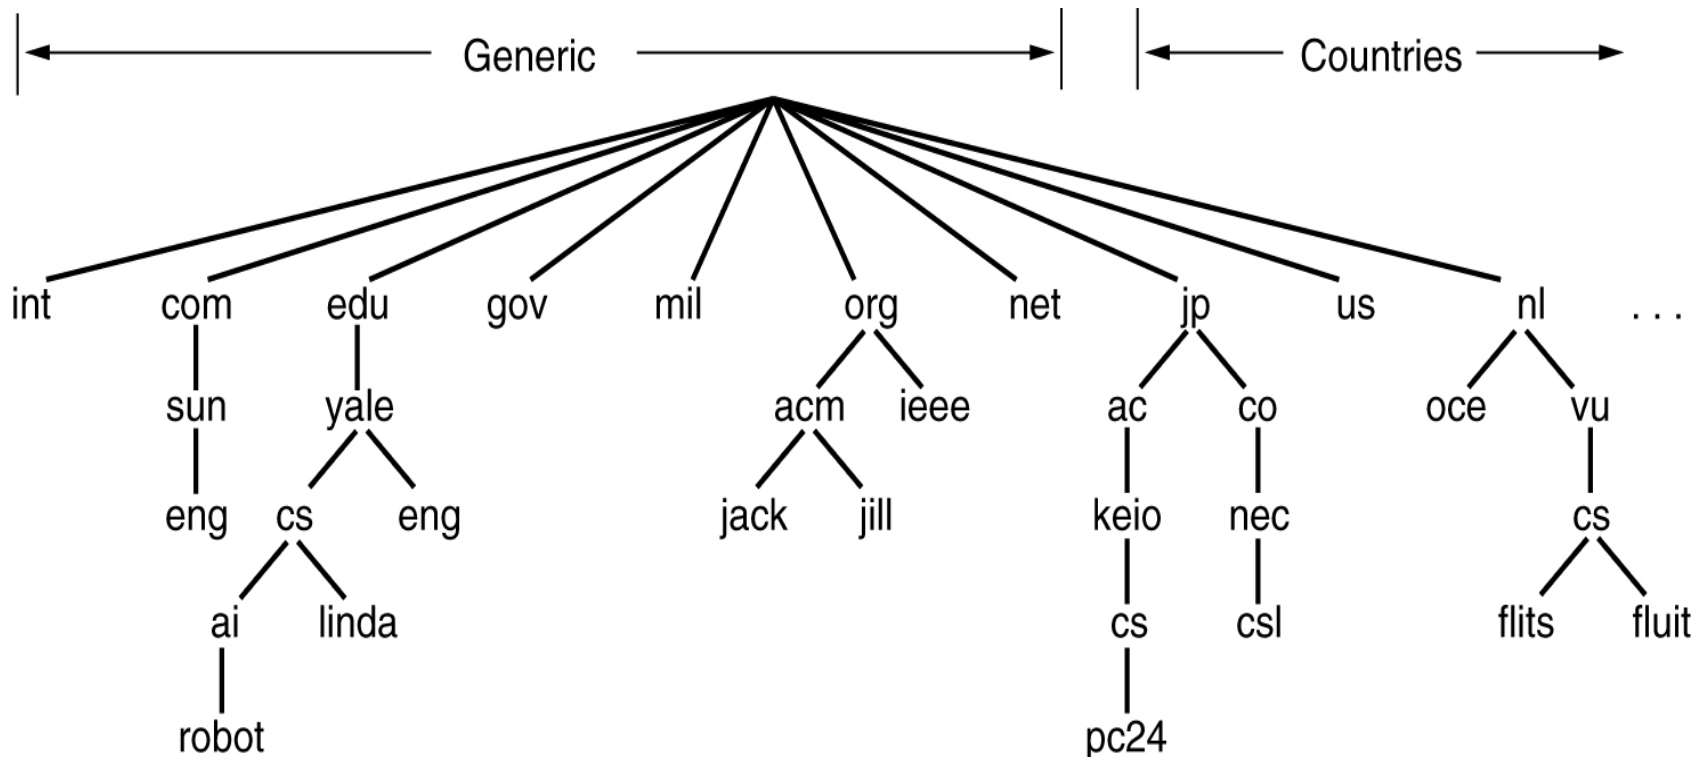 Generic Countries
int com edu gov mil org net jp us nl . . .
sun yale acm ieee ac co oce vu
eng cs eng jack jill keio nec cs
ai linda cs csl flits fluit
robot pc24